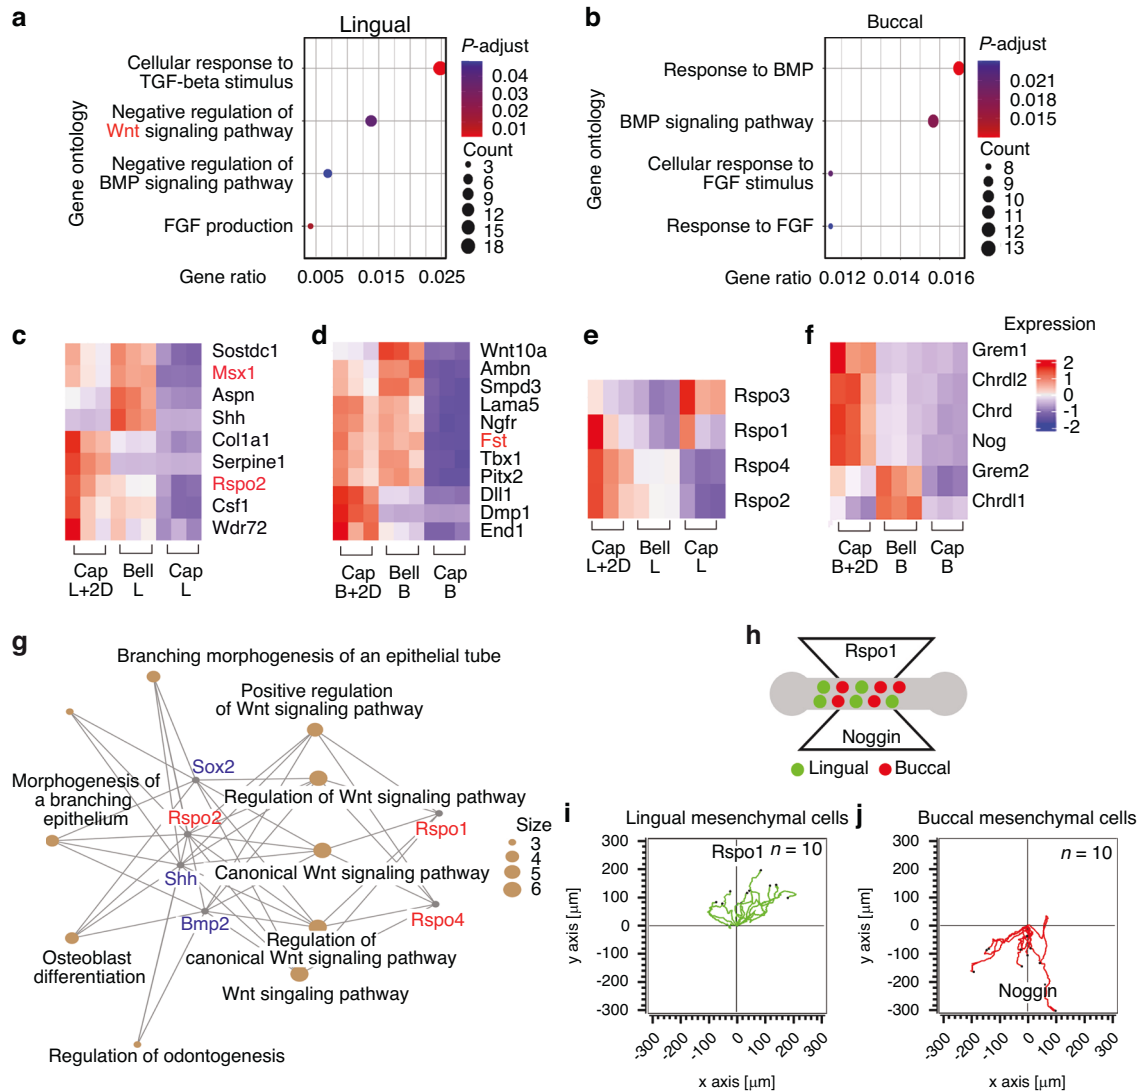 a
Lingual
Gene ontology
Cellular response to
TGF-beta stimulus
Negative regulation of
Wnt signaling pathway
Negative regulation of
BMP signaling pathway
FGF production
Gene ratio
0.005 0.015 0.025
P-adjust
0.04
0.03
0.02
0.01
Count
3
6
9
12
15
18
b
Buccal
Gene ontology
Response to BMP
BMP signaling pathway
Cellular response to
FGF stimulus
Response to FGF
Gene ratio
0.012 0.014 0.016
P-adjust
0.021
0.018
0.015
Count
8
9
10
11
12
13
c
Sostdc1
Msx1
Aspn
Shh
Col1a1
Serpine1
Rspo2
Csf1
Wdr72
Cap
L+2D
Bell
L
Cap
L
d
Wnt10a
Ambn
Smpd3
Lama5
Ngfr
Fst
Tbx1
Pitx2
Dll1
Dmp1
End1
Cap
B+2D
Bell
B
Cap
B
e
Rspo3
Rspo1
Rspo4
Rspo2
Cap
L+2D
Bell
L
Cap
L
f
Grem1
Chrdl2
Chrd
Nog
Grem2
Chrdl1
Cap
B+2D
Bell
B
Cap
B
Expression
2
1
0
-1
-2
g
Branching morphogenesis of an epithelial tube
Positive regulation
of Wnt signaling pathway
Sox2
Morphogenesis of
a branching
epithelium
Regulation of Wnt signaling pathway
Rspo2
Rspo1
Shh
Canonical Wnt signaling pathway
Bmp2
Rspo4
Osteoblast
differentiation
Regulation of
canonical Wnt signaling pathway
Wnt singaling pathway
Regulation of odontogenesis
Size
3
4
5
6
h
Rspo1
Noggin
Lingual Buccal
i
Lingual mesenchymal cells
Rspo1 n = 10
y axis [µm]
300
200
100
0
-100
-200
-300
-300 -200 -100 0 100 200 300
x axis [µm]
j
Buccal mesenchymal cells
n = 10
Noggin
y axis [µm]
300
200
100
0
-100
-200
-300
-300 -200 -100 0 100 200 300
x axis [µm]